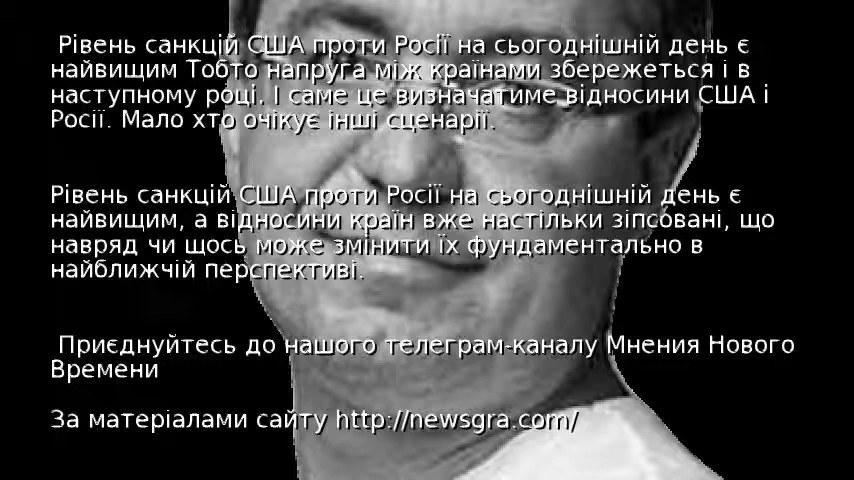 Рівень санкцій США проти Росії на сьогоднішній день є
найвищим Тобто напруга між країнами збережеться і в
наступному році. І саме це визначатиме відносини США і
Росії. Мало хто очікує інші сценарії.
Рівень санкцій США проти Росії на сьогоднішній день є
найвищим, а відносини країн вже настільки зіпсовані, що
навряд чи щось може змінити їх фундаментально в
найближчій перспективі.
Приєднуйтесь до нашого телеграм-каналу Мнения Нового
Времени
За матеріалами сайту http://newsgra.com/